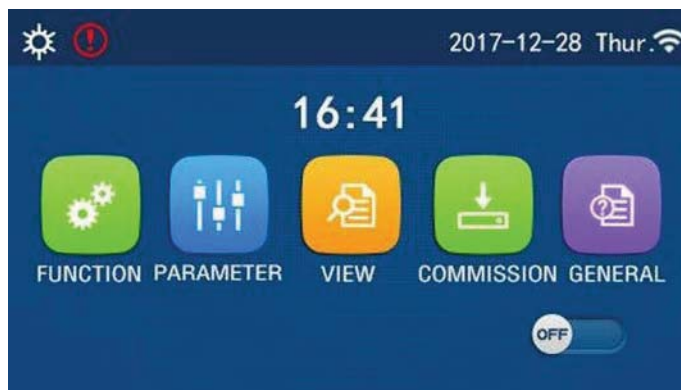 2017-12-28 Thur.
16:41
FUNCTION PARAMETER VIEW COMMISSION GENERAL
OFF